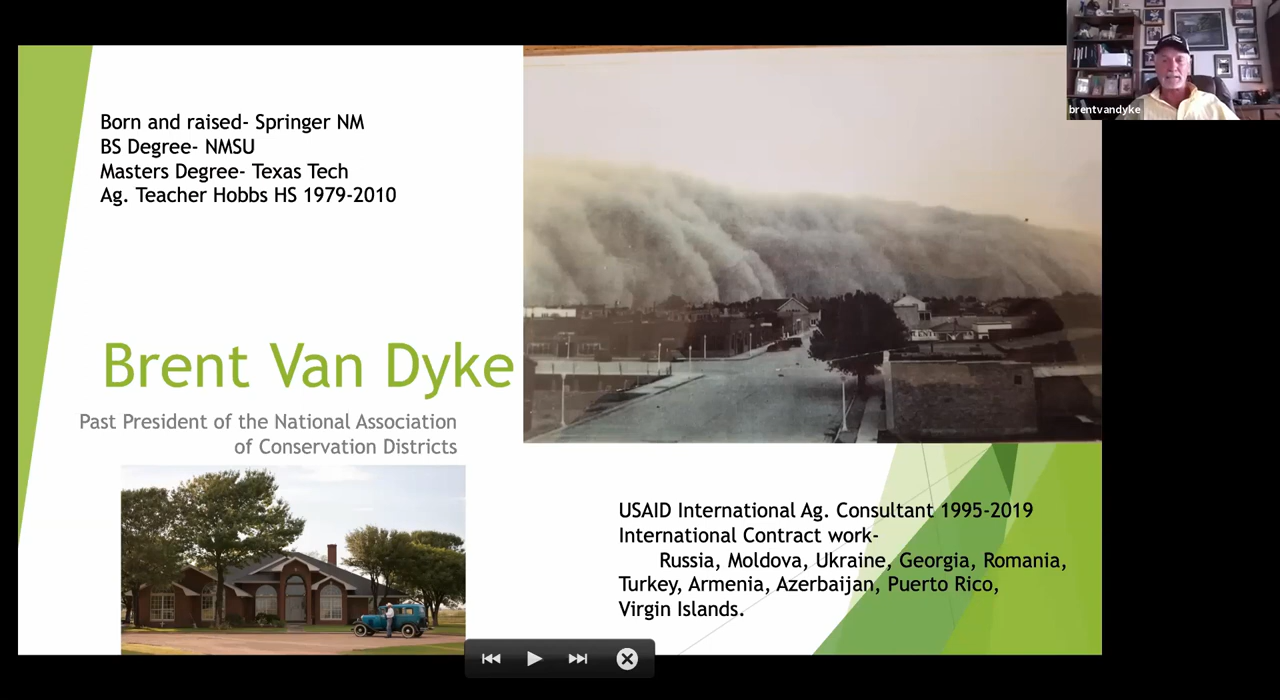 brentvandyke
Born and raised- Springer NM
BS Degree- NMSU
Masters Degree- Texas Tech
Ag. Teacher Hobbs HS 1979-2010
Brent Van Dyke
Past President of the National Association
of Conservation Districts
USAID International Ag. Consultant 1995-2019
International Contract work-
Russia, Moldova, Ukraine, Georgia, Romania,
Turkey, Armenia, Azerbaijan, Puerto Rico,
Virgin Islands.